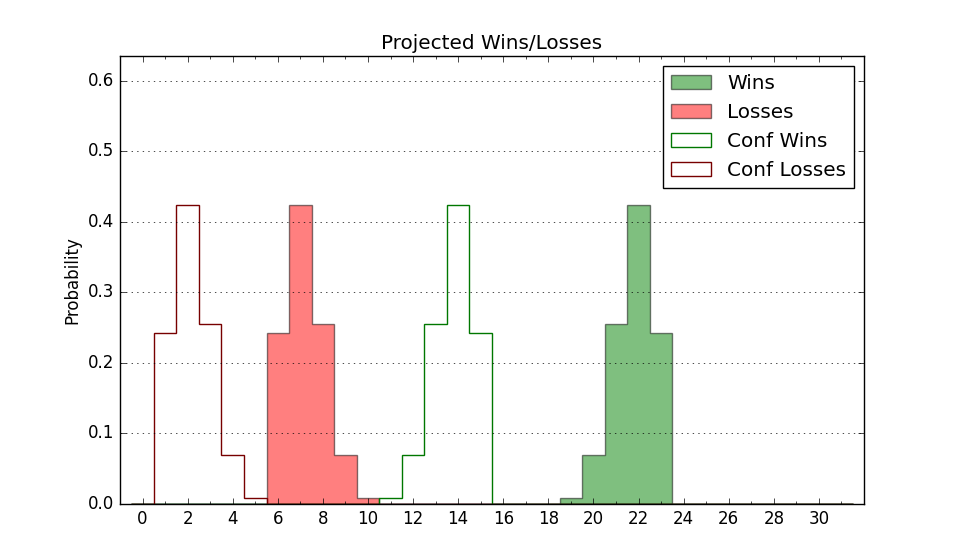 Projected Wins/Losses
0.6
0.5
0.4
0.3
0.2
0.1
0.0
Probability
Wins
Losses
Conf Wins
Conf Losses
0 2 4 6 8 10 12 14 16 18 20 22 24 26 28 30